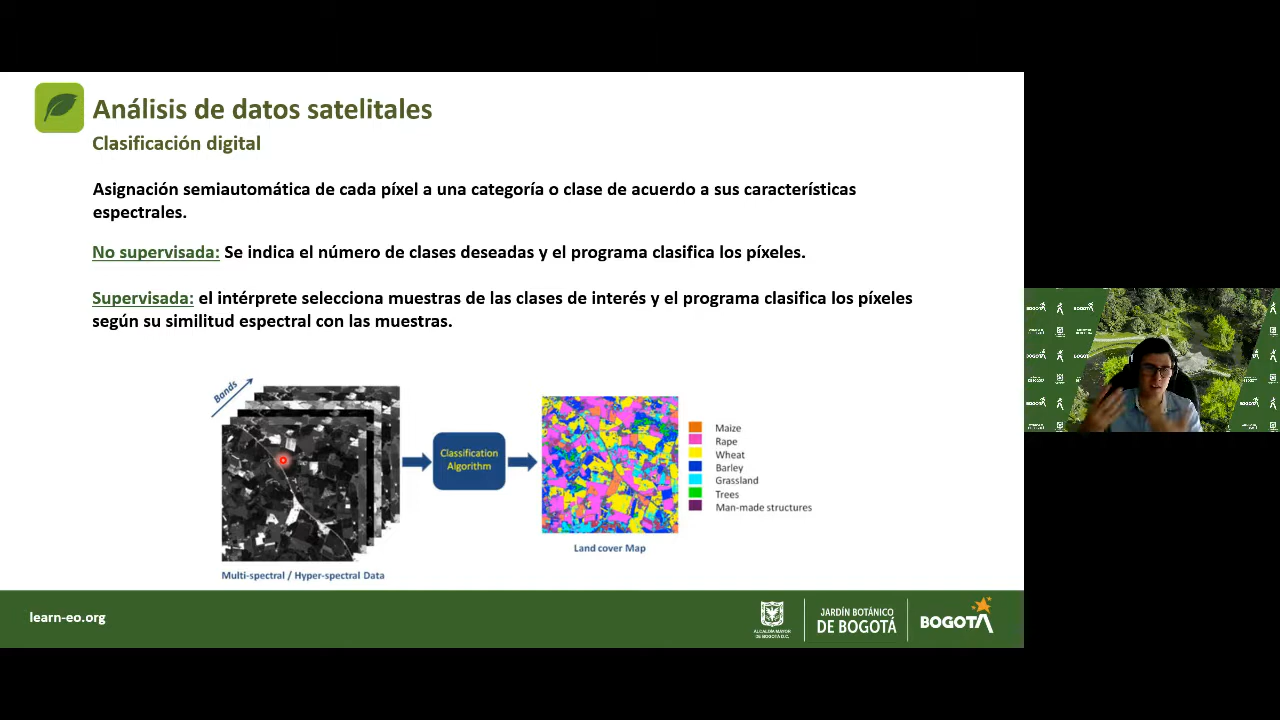 Análisis de datos satelitales
Clasificación digital
Asignación semiautomática de cada píxel a una categoría o clase de acuerdo a sus características
espectrales.
No supervisada: Se indica el número de clases deseadas y el programa clasifica los píxeles.
Supervisada: el intérprete selecciona muestras de las clases de interés y el programa clasifica los píxeles
según su similitud espectral con las muestras.
Bands
Classification
Algorithm
Maize
Rape
Wheat
Barley
Grassland
Trees
Man-made structures
Land cover Map
Multi-spectral / Hyper-spectral Data
learn-eo.org
ALCALDÍA MAYOR
DE BOGOTÁ D.C.
JARDÍN BOTÁNICO
DE BOGOTÁ
BOGOTÁ